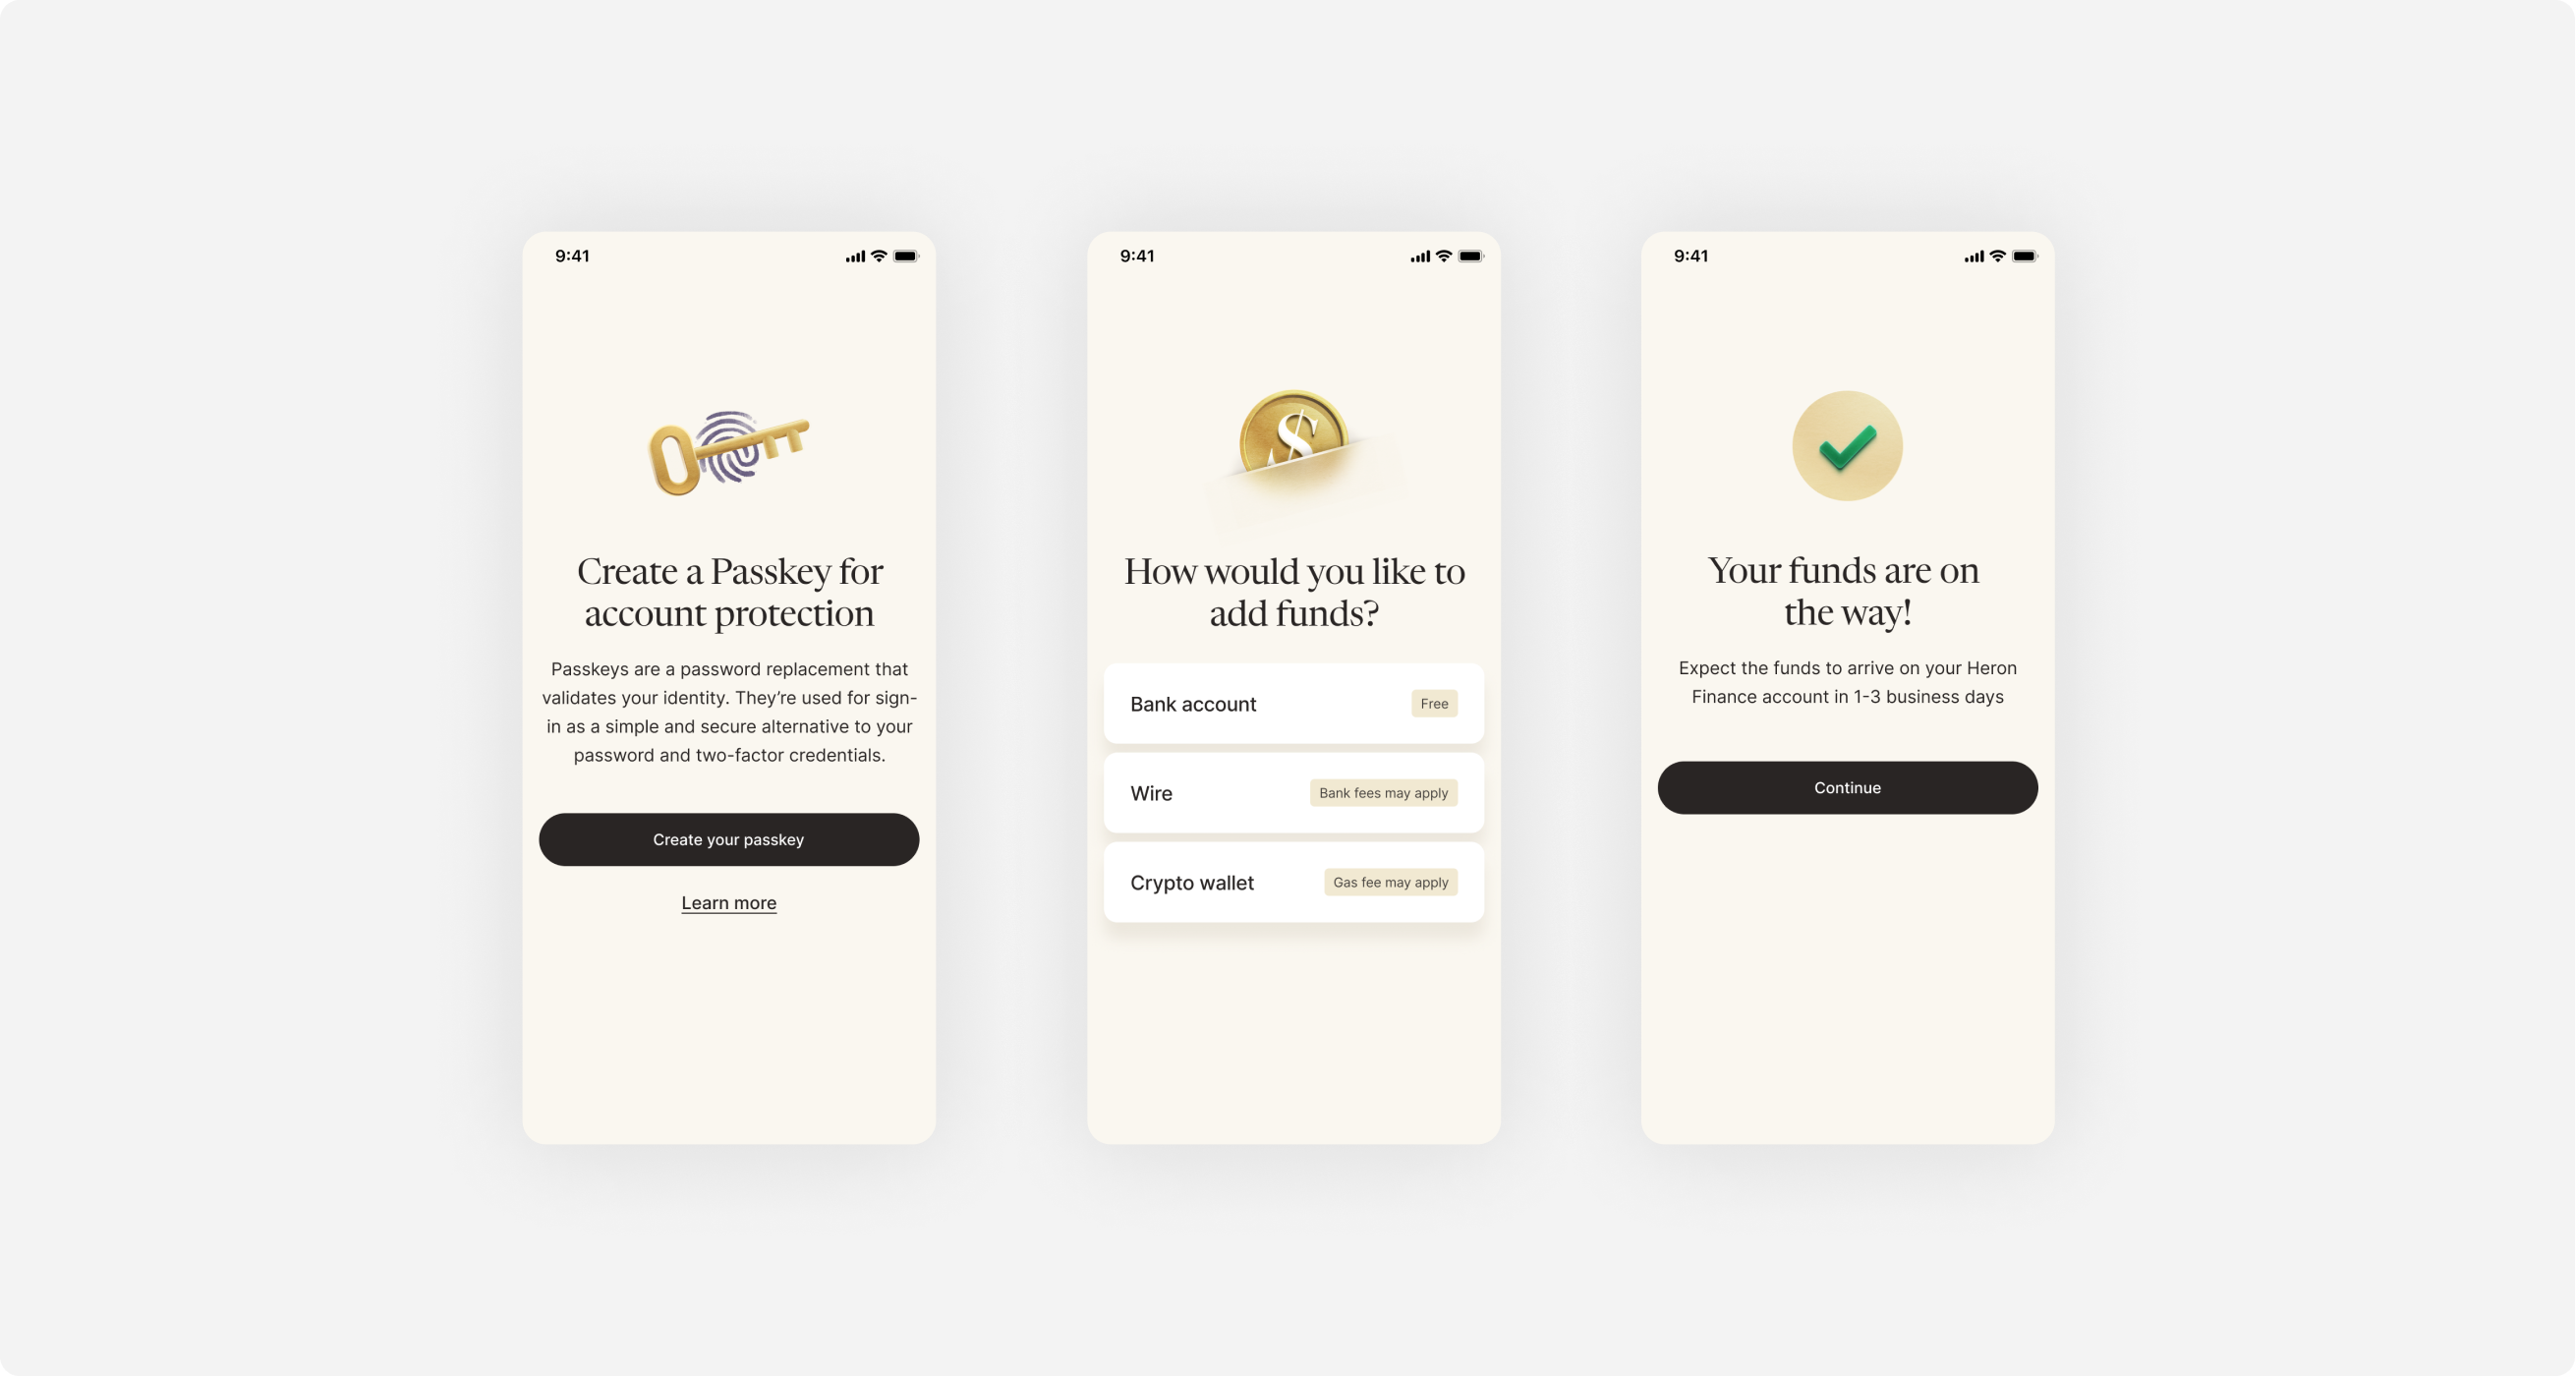 9:41
Create a Passkey for
account protection
Passkeys are a password replacement that
validates your identity. They’re used for sign-
in as a simple and secure alternative to your
password and two-factor credentials.
Create your passkey
Learn more
9:41
$
How would you like to
add funds?
Bank account
Free
Wire
Bank fees may apply
Crypto wallet
Gas fee may apply
9:41
Your funds are on
the way!
Expect the funds to arrive on your Heron
Finance account in 1-3 business days
Continue